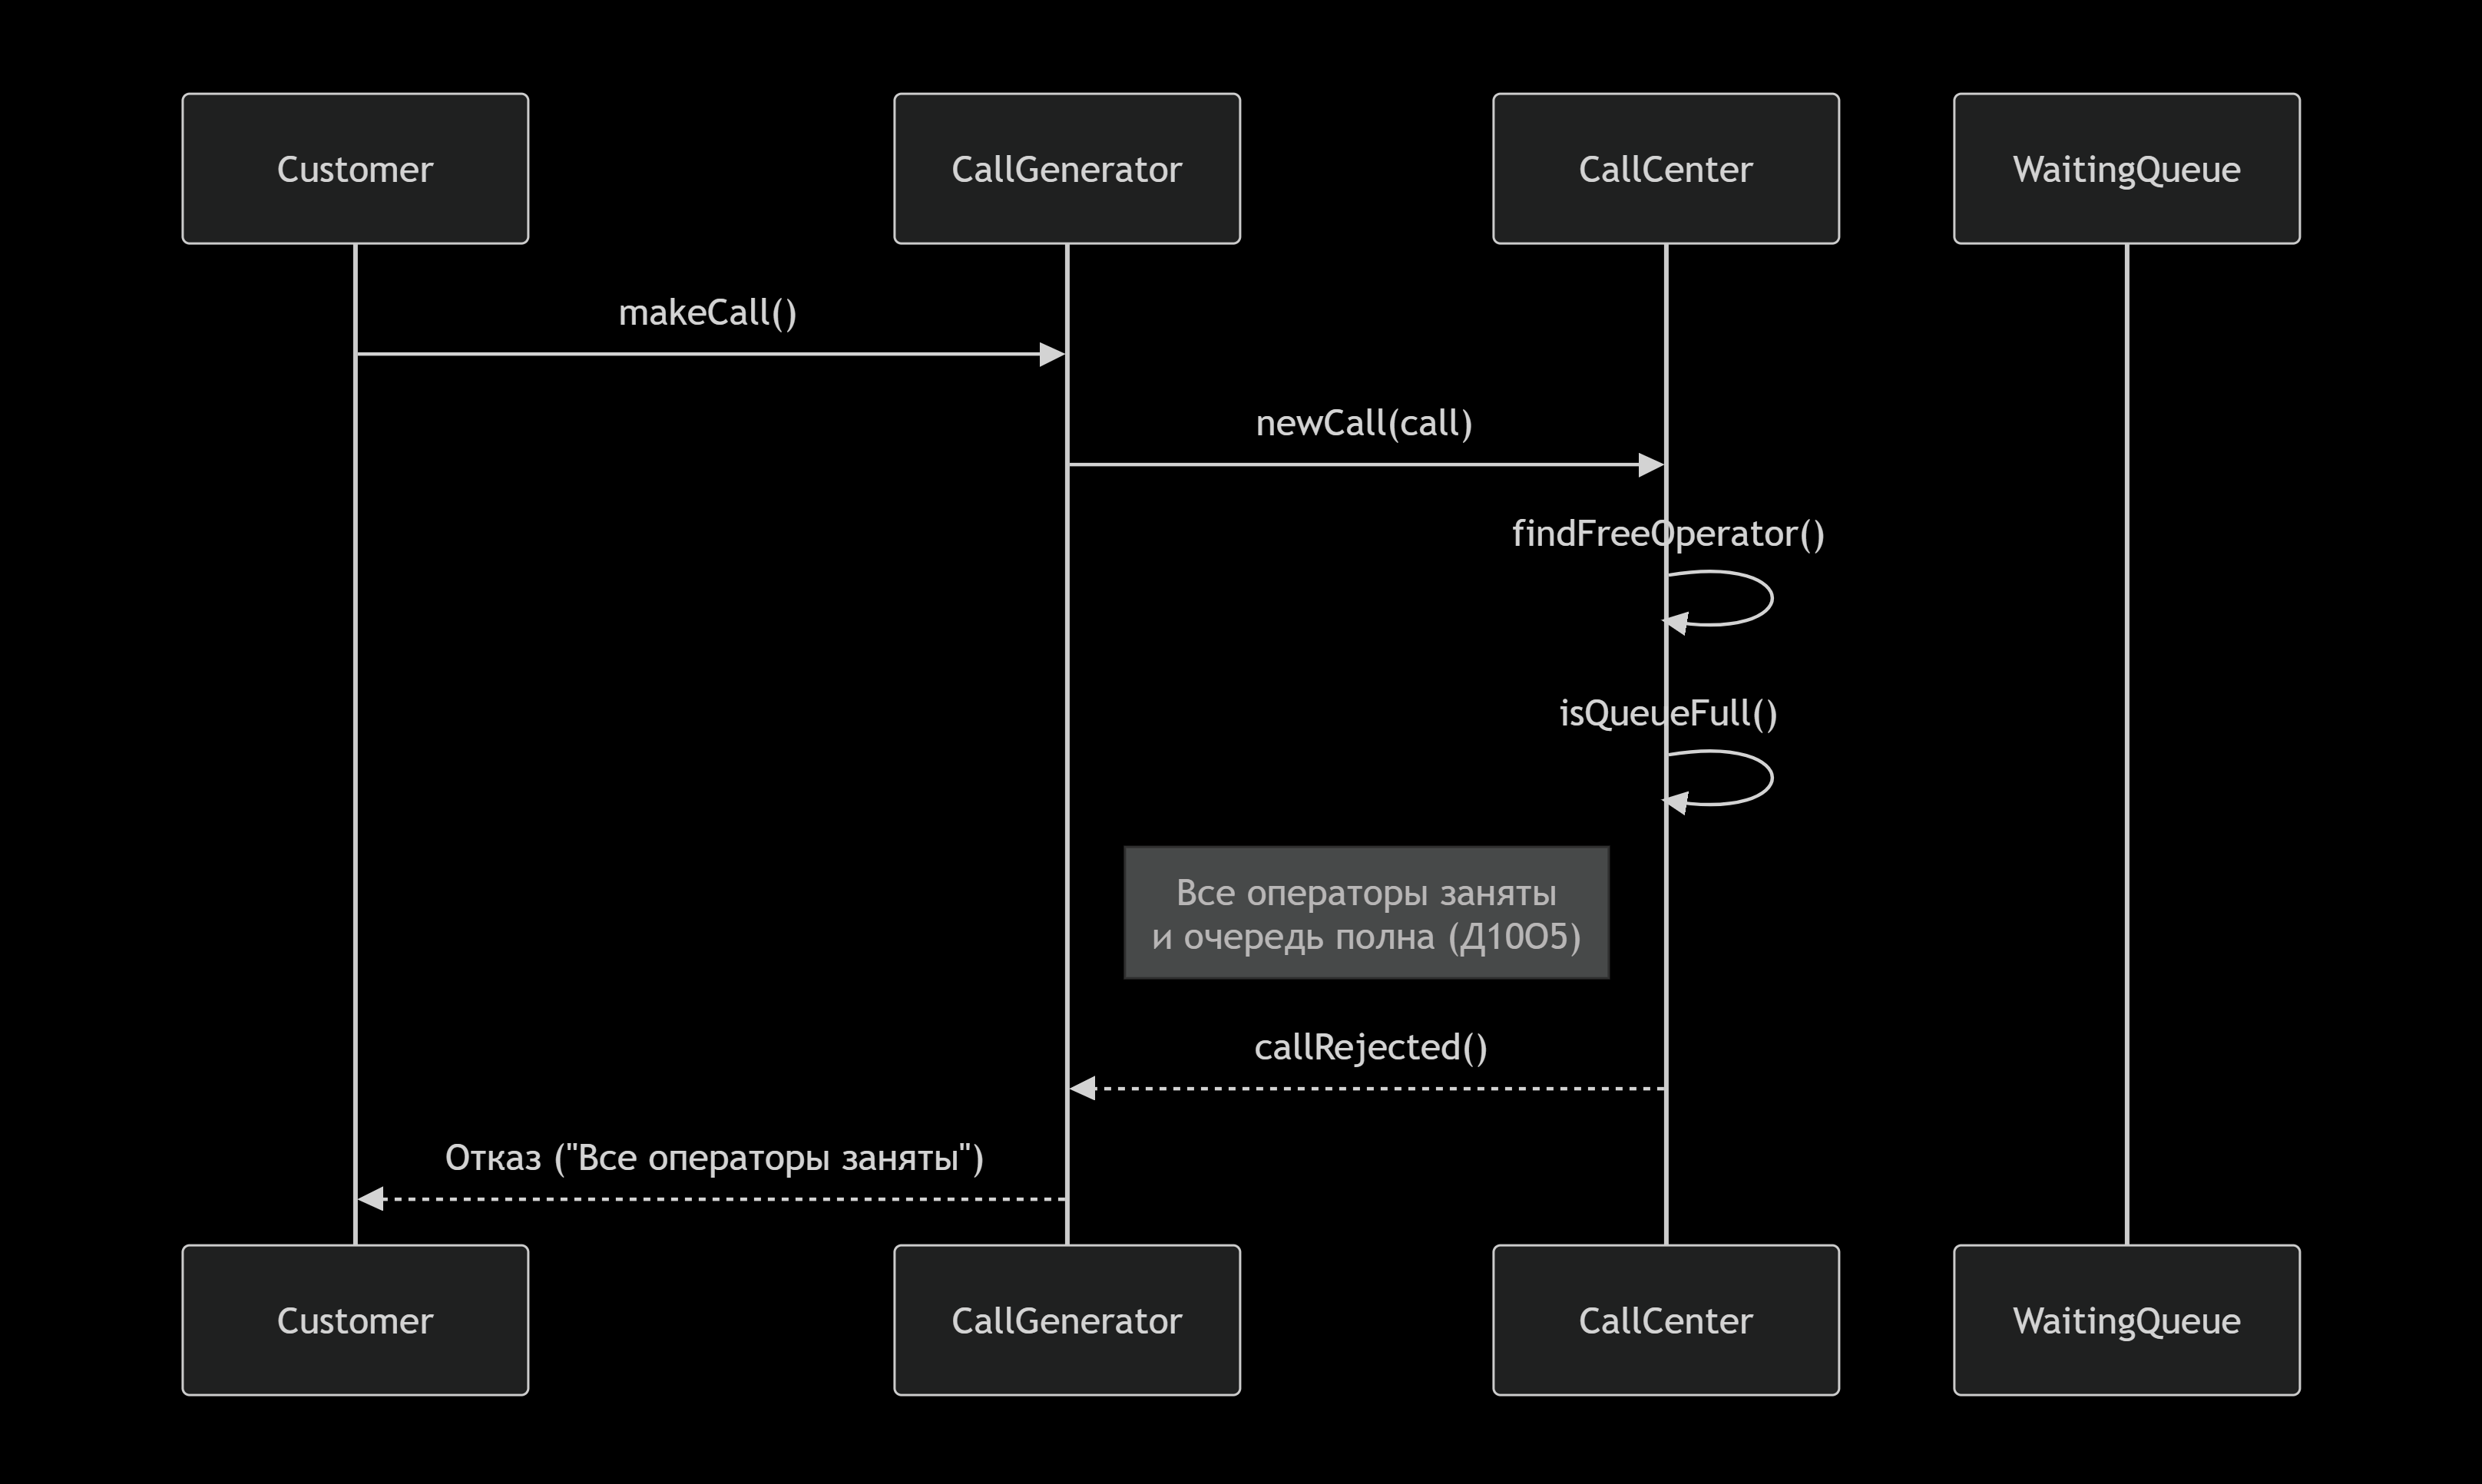 Customer
CallGenerator
CallCenter
WaitingQueue
makeCall()
newCall(call)
findFreeOperator()
isQueueFull()
Все операторы заняты
и очередь полна (Д10О5)
callRejected()
Отказ ("Все операторы заняты")
Customer
CallGenerator
CallCenter
WaitingQueue